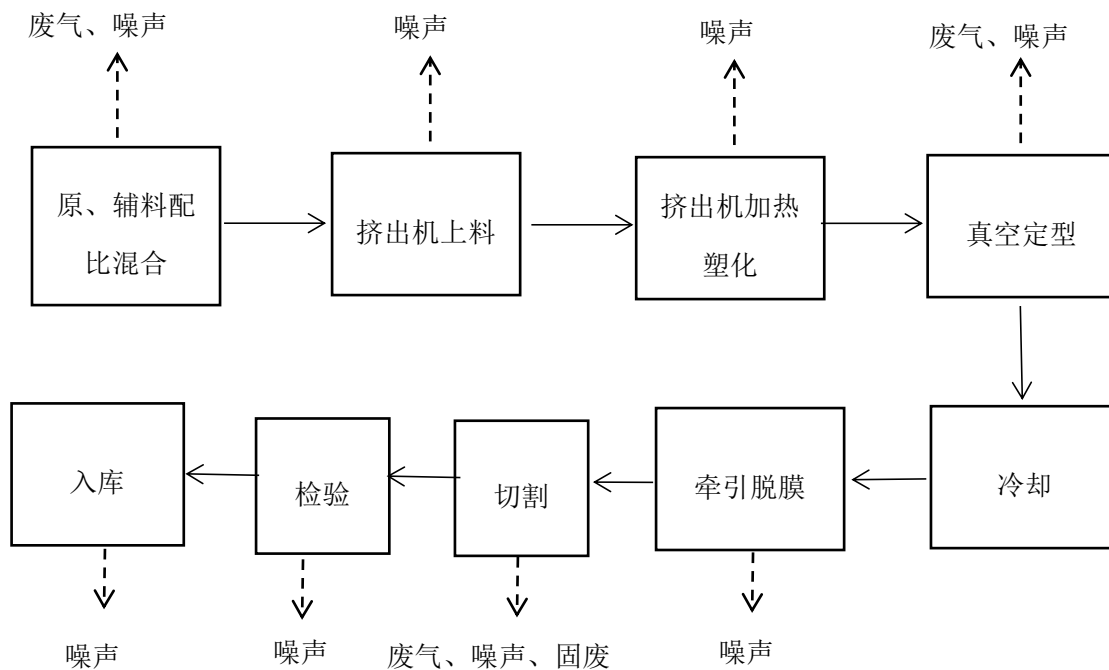 废气、噪声
噪声
噪声
废气、噪声
原、辅料配
比混合
挤出机上料
挤出机加热
塑化
真空定型
入库
检验
切割
牵引脱膜
冷却
噪声
噪声
废气、噪声、固废
噪声